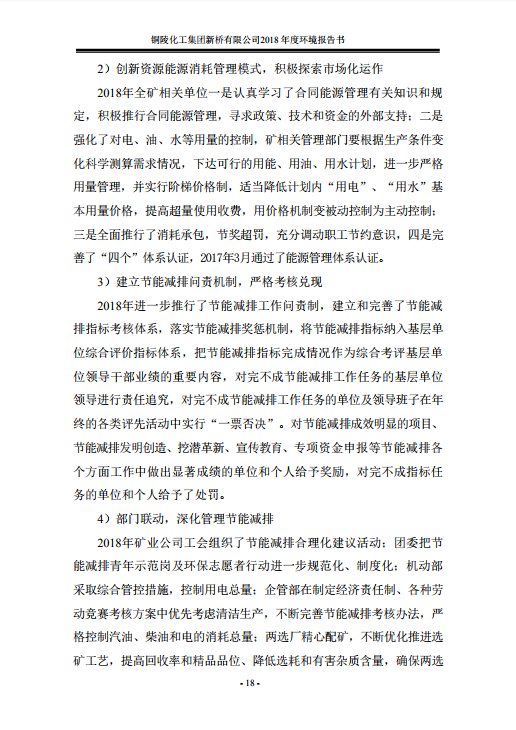 铜陵化工集团新桥有限公司2018 年度环境报告书
2）创新资源能源消耗管理模式，积极探索市场化运作
2018年全矿相关单位一是认真学习了合同能源管理有关知识和规
定，积极推行合同能源管理，寻求政策、技术和资金的外部支持；二是
强化了对电、油、水等用量的控制，矿相关管理部门要根据生产条件变
化科学测算需求情况，下达可行的用能、用油、用水计划，进一步严格
用量管理，并实行阶梯价格制，适当降低计划内“用电”、“用水”基
本用量价格，提高超量使用收费，用价格机制变被动控制为主动控制；
三是全面推行了消耗承包，节奖超罚，充分调动职工节约意识，四是完
善了“四个”体系认证，2017年3月通过了能源管理体系认证。
3）建立节能减排问责机制，严格考核兑现
2018年进一步推行了节能减排工作问责制，建立和完善了节能减
排指标考核体系，落实节能减排奖惩机制，将节能减排指标纳入基层单
位综合评价指标体系，把节能减排指标完成情况作为综合考评基层单
位领导干部业绩的重要内容，对完不成节能减排工作任务的基层单位
领导进行责任追究，对完不成节能减排工作任务的单位及领导班子在年
终的各类评先活动中实行“一票否决”。对节能减排成效明显的项目、
节能减排发明创造、挖潜革新、宣传教育、专项资金申报等节能减排各
个方面工作中做出显著成绩的单位和个人给予奖励，对完不成指标任
务的单位和个人给予了处罚。
4）部门联动，深化管理节能减排
2018年矿业公司工会组织了节能减排合理化建议活动；团委把节
能减排青年示范岗及环保志愿者行动进一步规范化、制度化；机动部
采取综合管控措施，控制用电总量；企管部在制定经济责任制、各种劳
动竞赛考核方案中优先考虑清洁生产，不断完善节能减排考核办法，严
格控制汽油、柴油和电的消耗总量；两选厂精心配矿，不断优化推进选
矿工艺，提高回收率和精品品位、降低选耗和有害杂质含量，确保两选
- 18 -